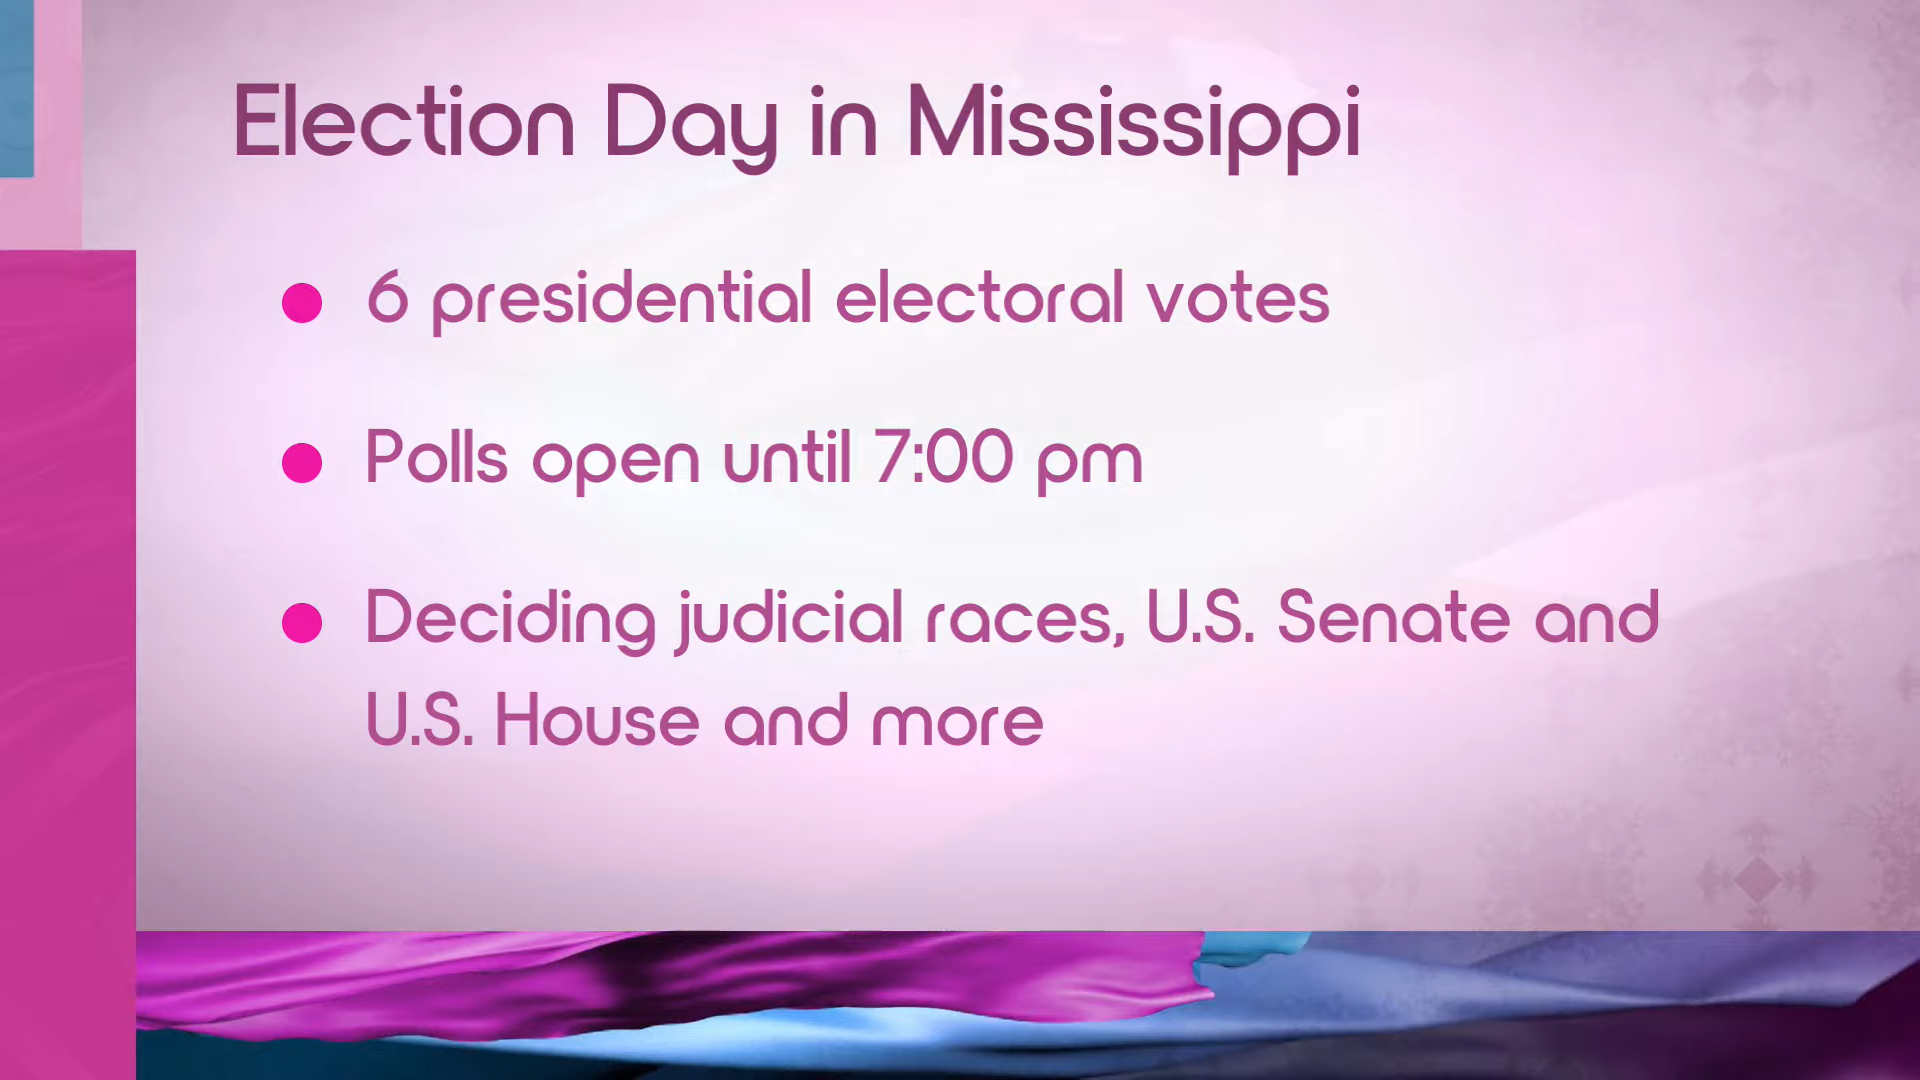 Election Day in Mississippi
6 presidential electoral votes
Polls open until 7:00 pm
Deciding judicial races, U.S. Senate and
U.S. House and more